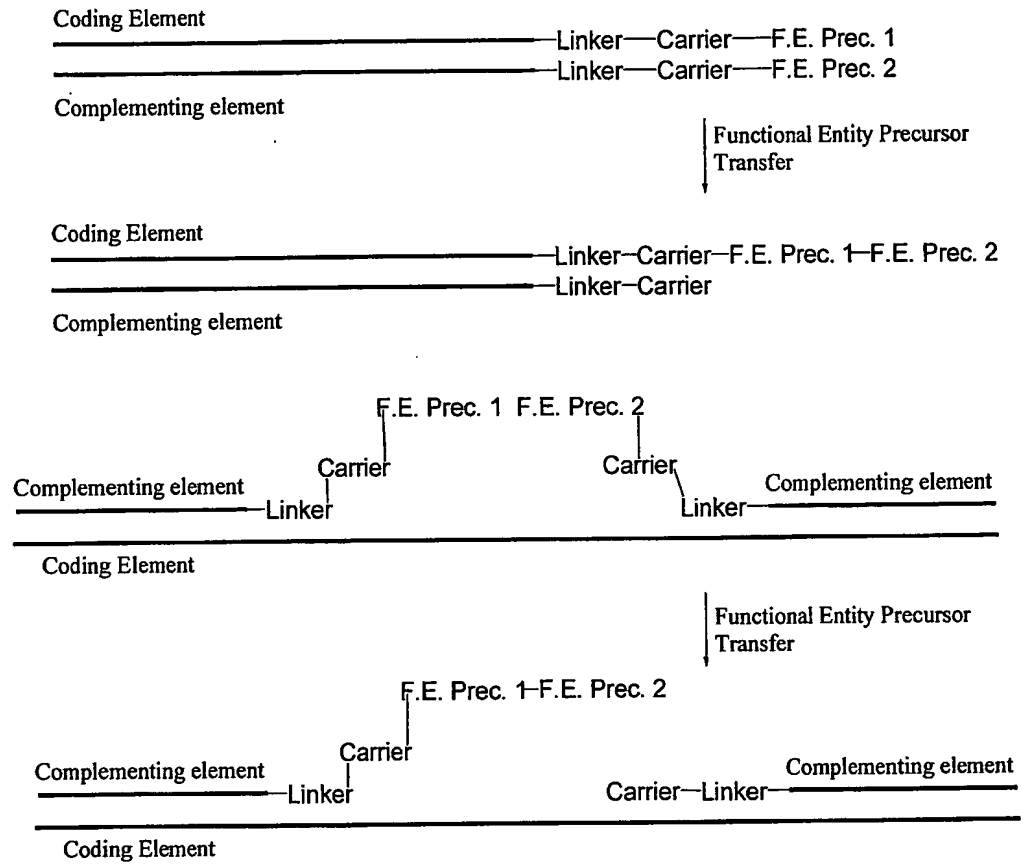 Coding Element
Linker—Carrier—F.E. Prec. 1
Linker—Carrier—F.E. Prec. 2
Complementing element
Functional Entity Precursor
Transfer
Coding Element
Linker—Carrier—F.E. Prec. 1—F.E. Prec. 2
Linker—Carrier
Complementing element
F.E. Prec. 1 F.E. Prec. 2
Carrier Carrier
Complementing element Complementing element
Linker Linker
Coding Element
Functional Entity Precursor
Transfer
F.E. Prec. 1—F.E. Prec. 2
Carrier
Complementing element Complementing element
Linker Carrier—Linker
Coding Element